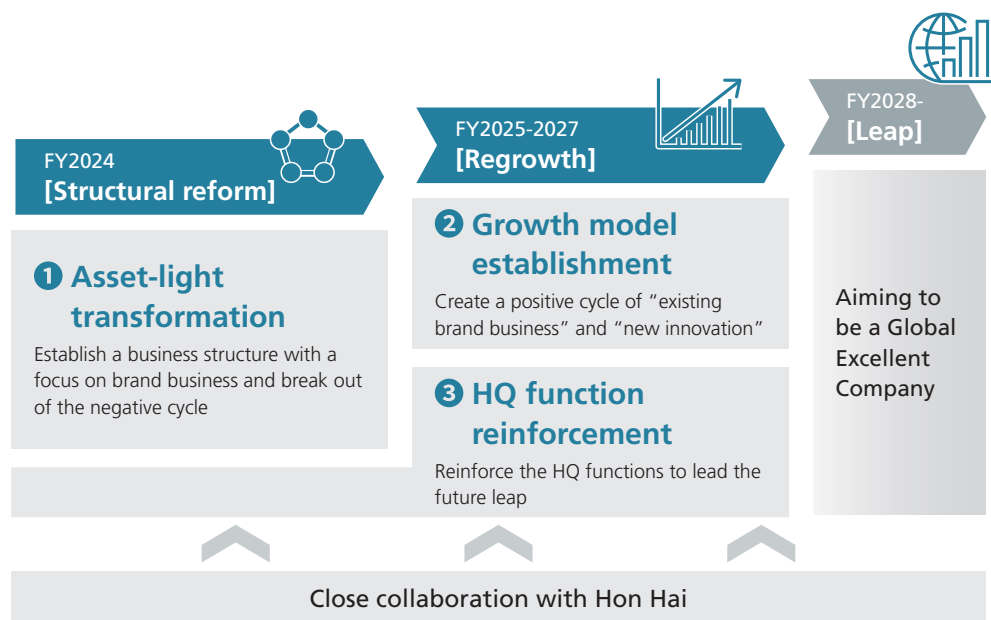 FY2024
[Structural reform]
1 Asset-light
transformation
Establish a business structure with a
focus on brand business and break out
of the negative cycle
FY2025-2027
[Regrowth]
2 Growth model
establishment
Create a positive cycle of “existing
brand business” and “new innovation”
3 HQ function
reinforcement
Reinforce the HQ functions to lead the
future leap
FY2028-
[Leap]
Aiming to
be a Global
Excellent
Company
Close collaboration with Hon Hai